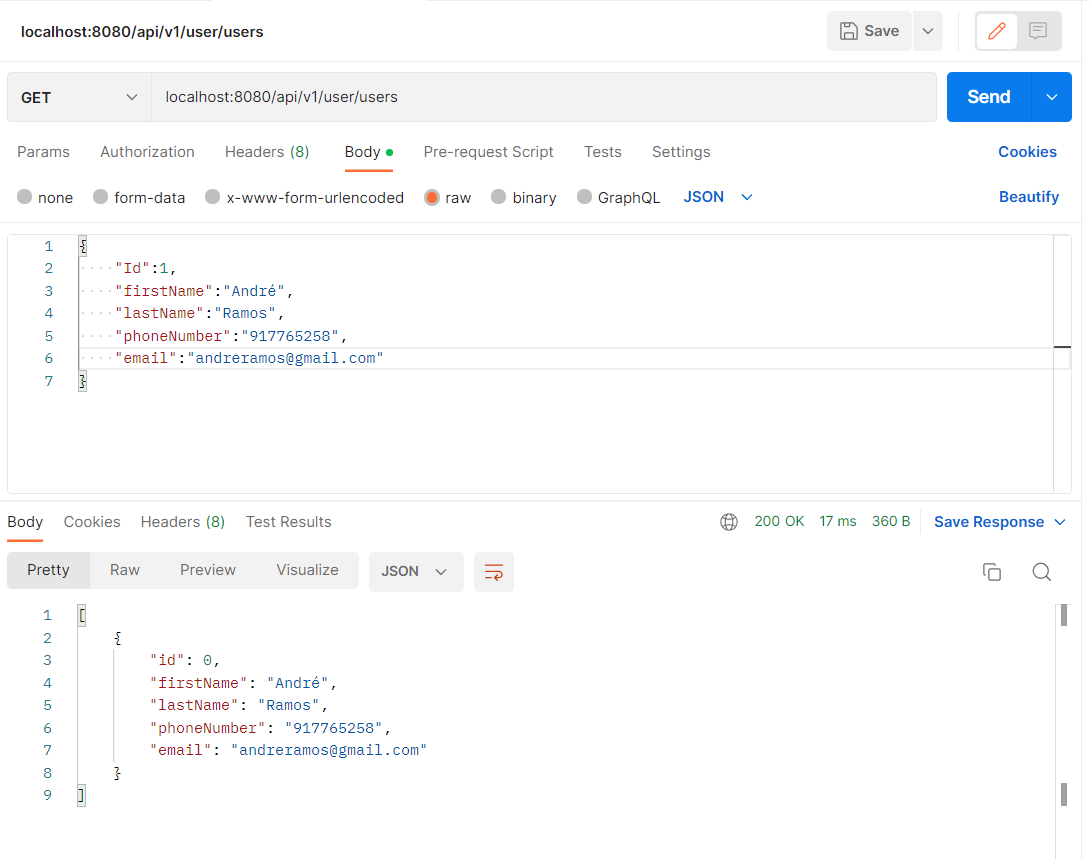 localhost:8080/api/v1/user/users
Save
GET
localhost:8080/api/v1/user/users
Send
Params Authorization Headers (8) Body Pre-request Script Tests Settings Cookies
none form-data x-www-form-urlencoded raw binary GraphQL JSON Beautify
1 {
2 ····"Id":1,
3 ····"firstName":"André",
4 ····"lastName":"Ramos",
5 ····"phoneNumber":"917765258",
6 ····"email":"andreramos@gmail.com"
7 }
Body Cookies Headers (8) Test Results 200 OK 17 ms 360 B Save Response
Pretty Raw Preview Visualize JSON
1 [
2     {
3         "id": 0,
4         "firstName": "André",
5         "lastName": "Ramos",
6         "phoneNumber": "917765258",
7         "email": "andreramos@gmail.com"
8     }
9 ]